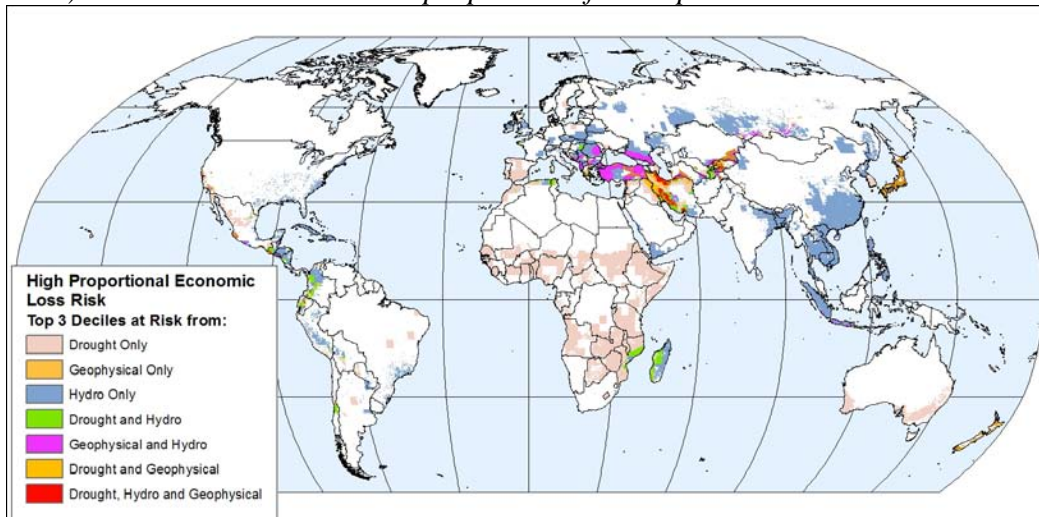 High Proportional Economic
Loss Risk
Top 3 Deciles at Risk from:
Drought Only
Geophysical Only
Hydro Only
Drought and Hydro
Geophysical and Hydro
Drought and Geophysical
Drought, Hydro and Geophysical